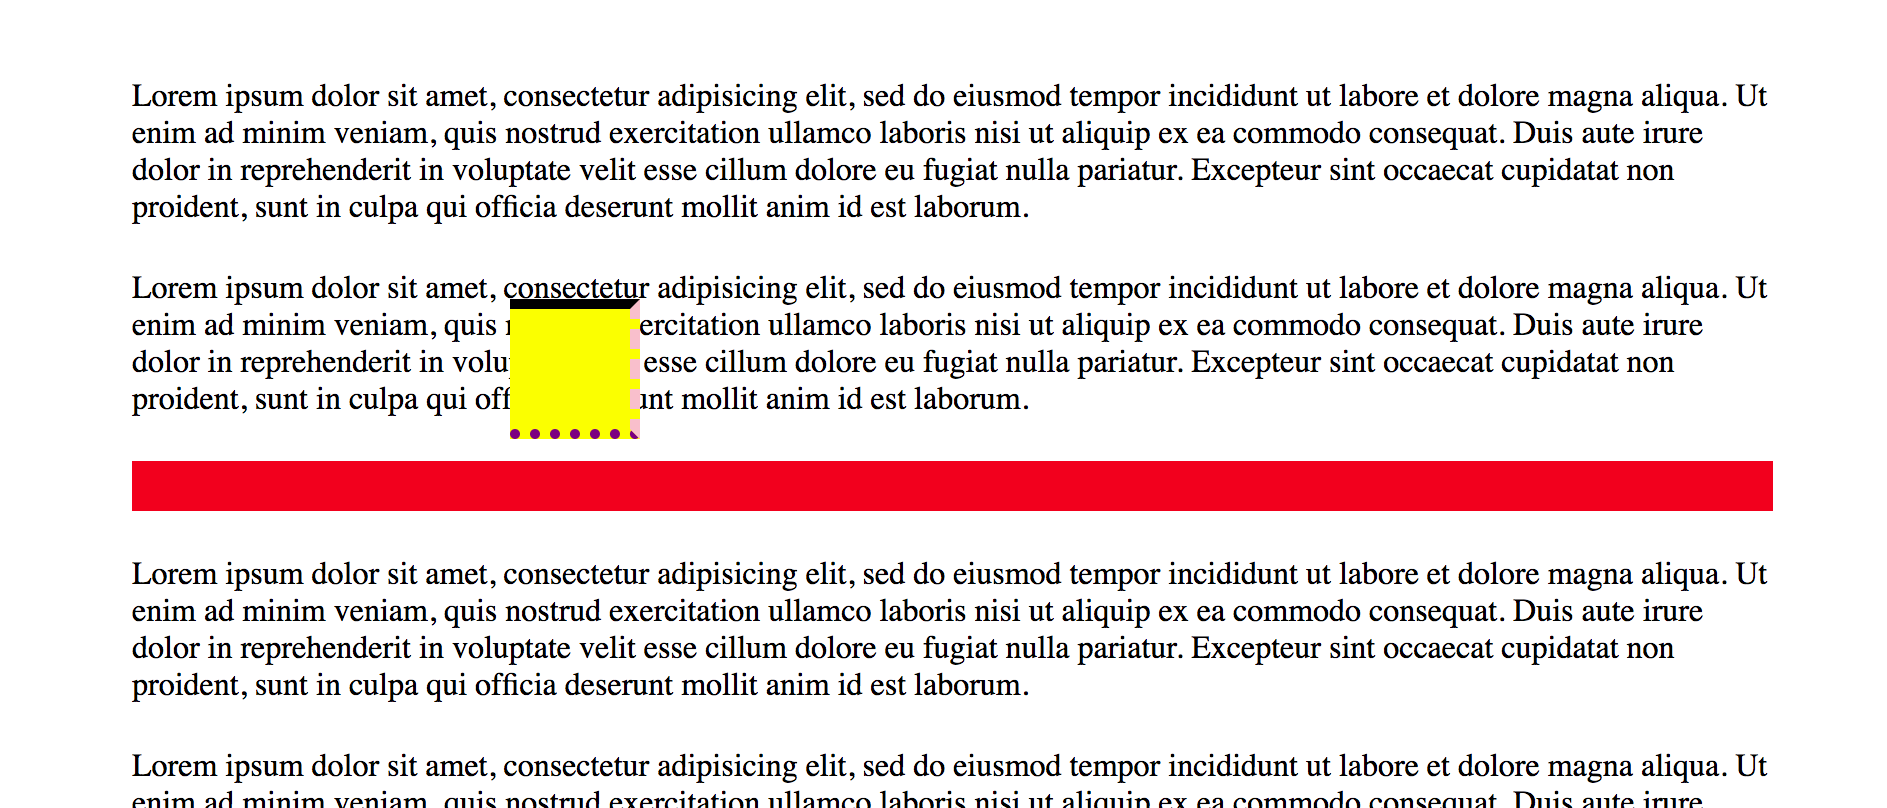 Lorem ipsum dolor sit amet, consectetur adipisicing elit, sed do eiusmod tempor incididunt ut labore et dolore magna aliqua. Ut
enim ad minim veniam, quis nostrud exercitation ullamco laboris nisi ut aliquip ex ea commodo consequat. Duis aute irure
dolor in reprehenderit in voluptate velit esse cillum dolore eu fugiat nulla pariatur. Excepteur sint occaecat cupidatat non
proident, sunt in culpa qui officia deserunt mollit anim id est laborum.
Lorem ipsum dolor sit amet, consectetur adipisicing elit, sed do eiusmod tempor incididunt ut labore et dolore magna aliqua. Ut
enim ad minim veniam, quis ullamco laboris nisi ut aliquip ex ea commodo consequat. Duis aute irure
dolor in reprehenderit in esse cillum dolore eu fugiat nulla pariatur. Excepteur sint occaecat cupidatat non
proident, sunt in culpa qui mollit anim id est laborum.
Lorem ipsum dolor sit amet, consectetur adipisicing elit, sed do eiusmod tempor incididunt ut labore et dolore magna aliqua. Ut
enim ad minim veniam, quis nostrud exercitation ullamco laboris nisi ut aliquip ex ea commodo consequat. Duis aute irure
dolor in reprehenderit in voluptate velit esse cillum dolore eu fugiat nulla pariatur. Excepteur sint occaecat cupidatat non
proident, sunt in culpa qui officia deserunt mollit anim id est laborum.
Lorem ipsum dolor sit amet, consectetur adipisicing elit, sed do eiusmod tempor incididunt ut labore et dolore magna aliqua. Ut
enim ad minim veniam, quis nostrud exercitation ullamco laboris nisi ut aliquip ex ea commodo consequat. Duis aute irure